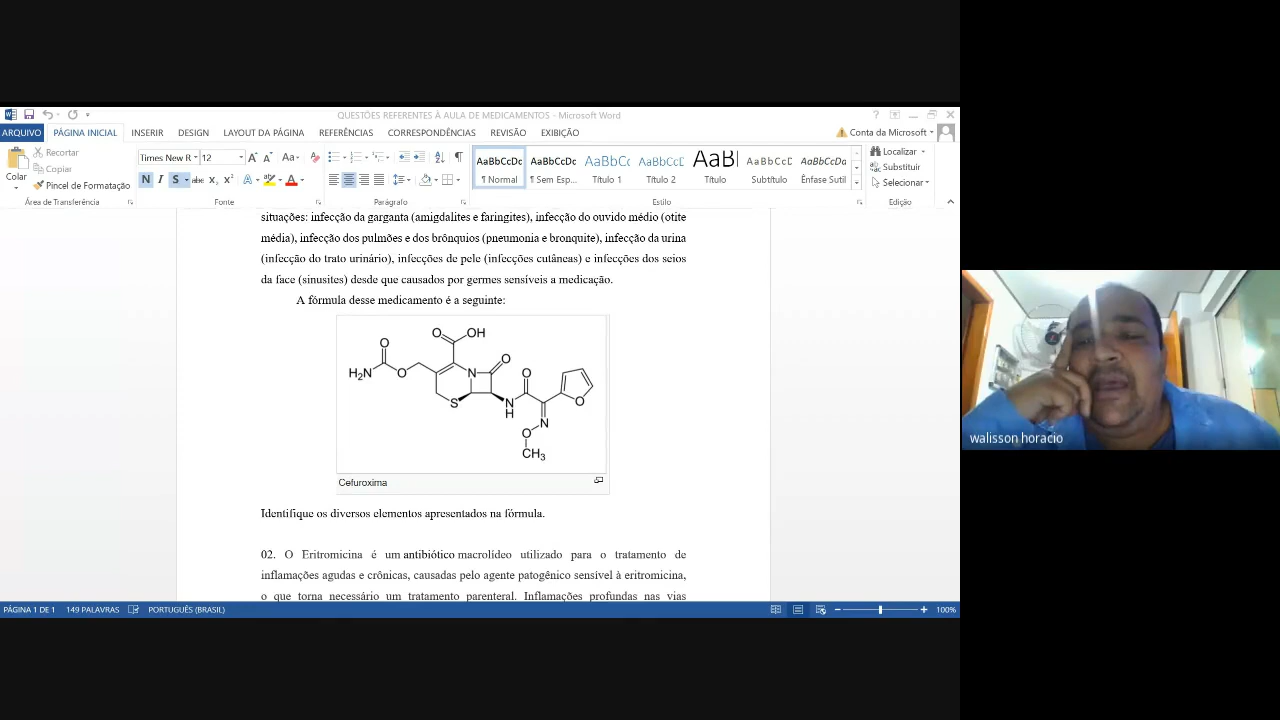 QUESTÕES REFERENTES À AULA DE MEDICAMENTOS - Microsoft Word
?
ARQUIVO PÁGINA INICIAL INSERIR DESIGN LAYOUT DA PÁGINA REFERÊNCIAS CORRESPONDÊNCIAS REVISÃO EXIBIÇÃO Conta da Microsoft
Colar
Recortar
Copiar
Pincel de Formatação
Área de Transferência
Times New R 12
N I S abc x₂ x²
Fonte
Parágrafo
AaBbCcDc AaBbCcDc AaBbCc AaBbCcC AaBl AaBbCcC AaBbCcDc
¶ Normal ¶ Sem Esp... Título 1 Título 2 Título Subtítulo Ênfase Sutil
Estilo
Localizar
Substituir
Selecionar
Edição
situações: infecção da garganta (amigdalites e faringites), infecção do ouvido médio (otite
média), infecção dos pulmões e dos brônquios (pneumonia e bronquite), infecção da urina
(infecção do trato urinário), infecções de pele (infecções cutâneas) e infecções dos seios
da face (sinusites) desde que causados por germes sensíveis a medicação.
A fórmula desse medicamento é a seguinte:
O OH
O O O
H₂N O N
S N H O
N
O
CH₃
Cefuroxima
Identifique os diversos elementos apresentados na fórmula.
02. O Eritromicina é um antibiótico macrolídeo utilizado para o tratamento de
inflamações agudas e crônicas, causadas pelo agente patogênico sensível à eritromicina,
o que torna necessário um tratamento parenteral. Inflamações profundas nas vias
PÁGINA 1 DE 1 149 PALAVRAS PORTUGUÊS (BRASIL) 100%
walisson horacio